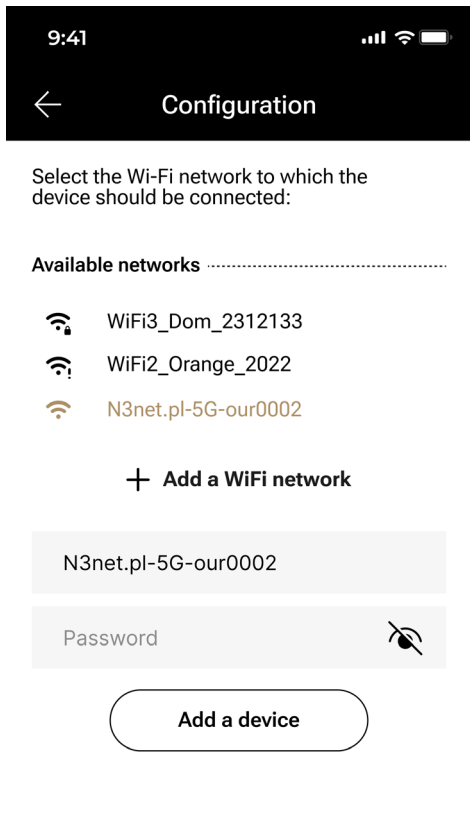 9:41
Configuration
Select the Wi-Fi network to which the
device should be connected:
Available networks
WiFi3_Dom_2312133
WiFi2_Orange_2022
N3net.pl-5G-our0002
+ Add a WiFi network
N3net.pl-5G-our0002
Password
Add a device